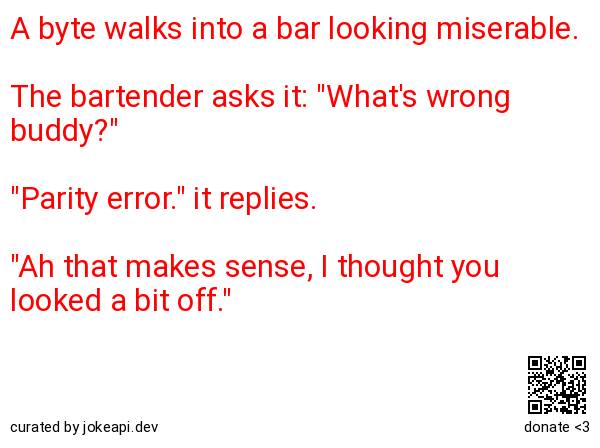 A byte walks into a bar looking miserable.
The bartender asks it: "What's wrong
buddy?"
"Parity error." it replies.
"Ah that makes sense, I thought you
looked a bit off."
curated by jokeapi.dev
donate <3